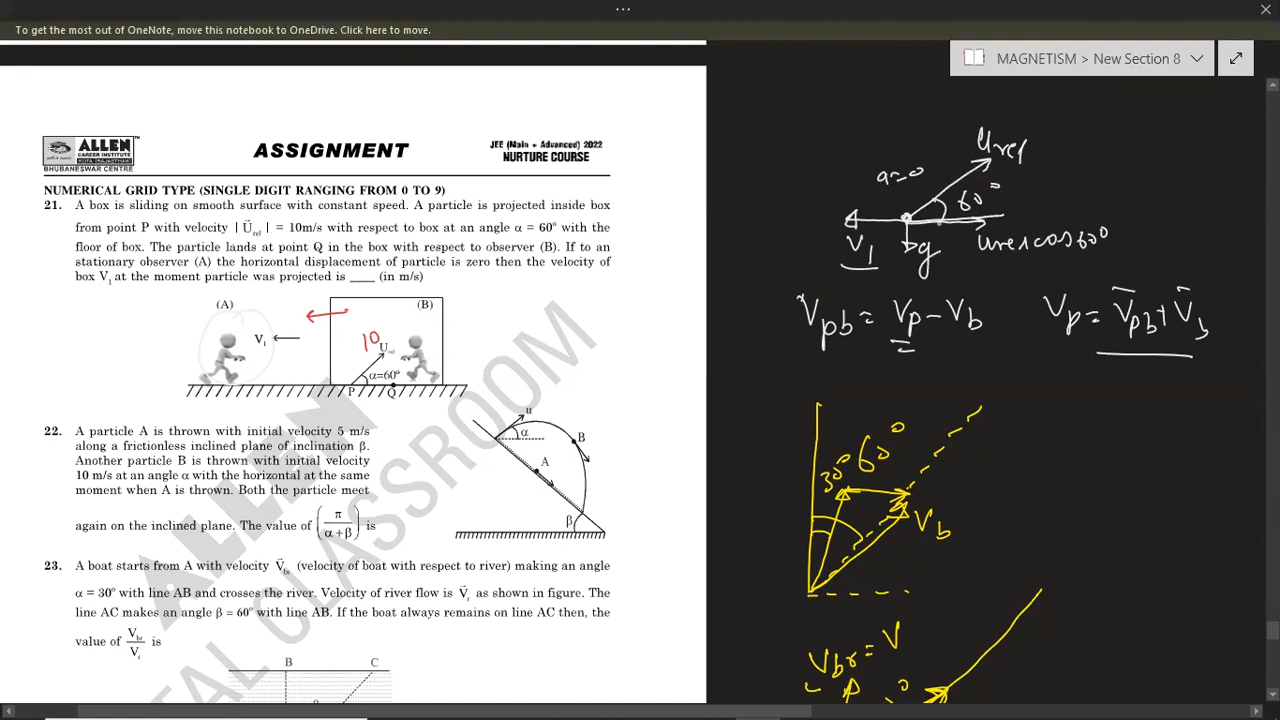 To get the most out of OneNote, move this notebook to OneDrive. Click here to move.
MAGNETISM > New Section 8
ALLEN
CAREER INSTITUTE
KOTA (RAJASTHAN)
BHUBANESWAR CENTRE
ASSIGNMENT
JEE (Main + Advanced) 2022
NURTURE COURSE
NUMERICAL GRID TYPE (SINGLE DIGIT RANGING FROM 0 TO 9)
21. A box is sliding on smooth surface with constant speed. A particle is projected inside box
from point P with velocity |U⃗rel| = 10m/s with respect to box at an angle α = 60° with the
floor of box. The particle lands at point Q in the box with respect to observer (B). If to an
stationary observer (A) the horizontal displacement of particle is zero then the velocity of
box V1 at the moment particle was projected is ____ (in m/s)
(A)
(B)
V1
10
Urel
α=60°
P
Q
22. A particle A is thrown with initial velocity 5 m/s
along a frictionless inclined plane of inclination β.
Another particle B is thrown with initial velocity
10 m/s at an angle α with the horizontal at the same
moment when A is thrown. Both the particle meet
again on the inclined plane. The value of (π/(α+β)) is
u
α
B
A
β
23. A boat starts from A with velocity V⃗br (velocity of boat with respect to river) making an angle
α = 30° with line AB and crosses the river. Velocity of river flow is V⃗r as shown in figure. The
line AC makes an angle β = 60° with line AB. If the boat always remains on line AC then, the
value of Vbr/Vr is
B
C
ALLEN
CLASSROOM
a=0
Urel
60°
V1
g
Urel cos60°
Vpb = Vp - Vb
Vp = V̄pb + V̄b
30°
60°
Vb
Vbr = V